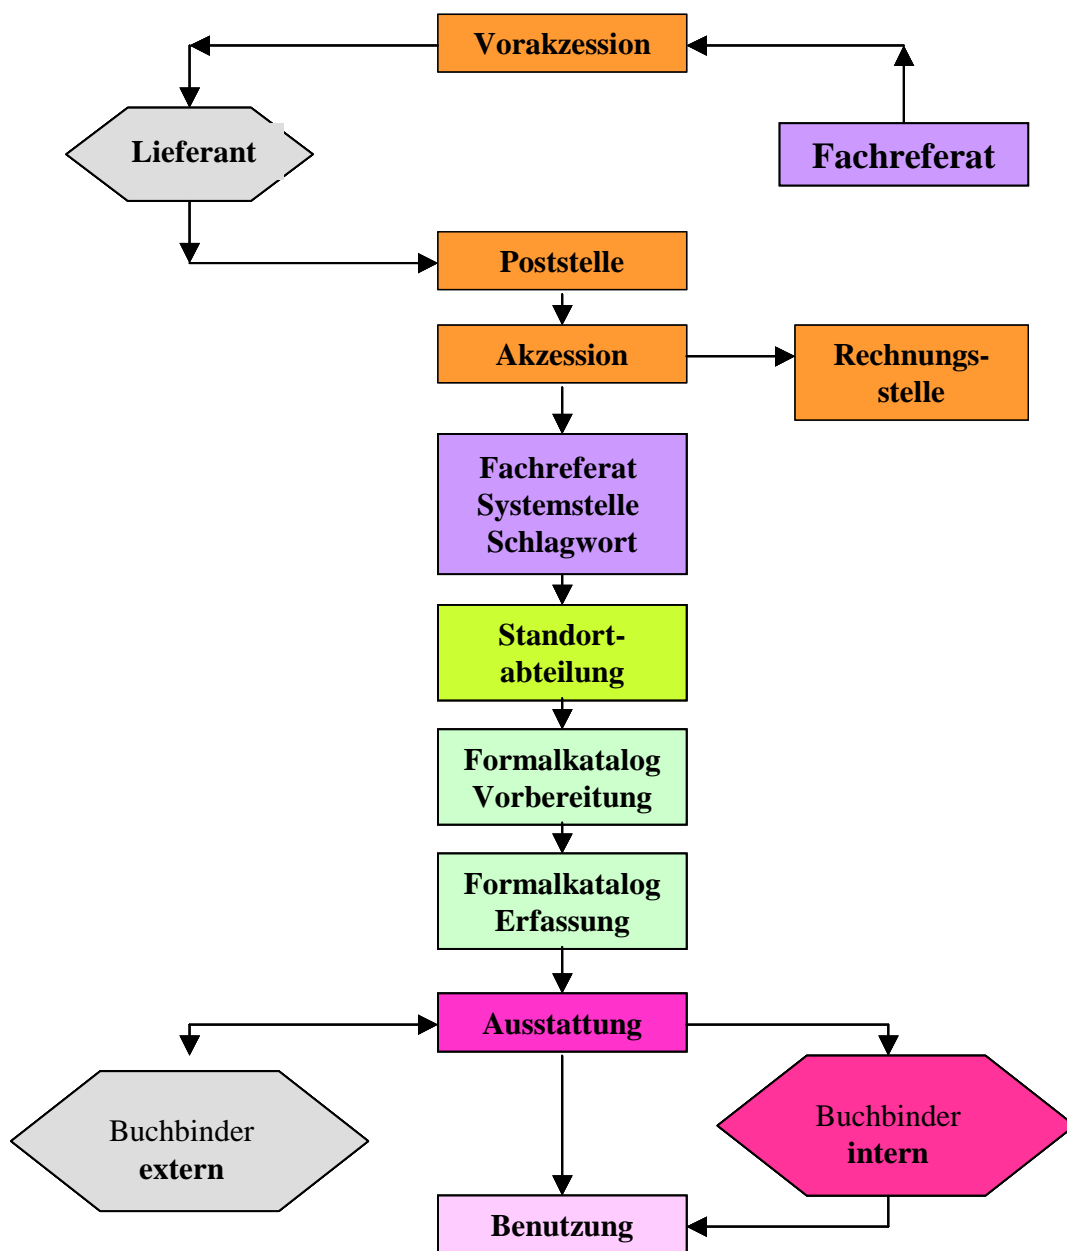 Vorakzession
Lieferant
Fachreferat
Poststelle
Akzession
Rechnungs-
stelle
Fachreferat
Systemstelle
Schlagwort
Standort-
abteilung
Formalkatalog
Vorbereitung
Formalkatalog
Erfassung
Ausstattung
Buchbinder
extern
Buchbinder
intern
Benutzung